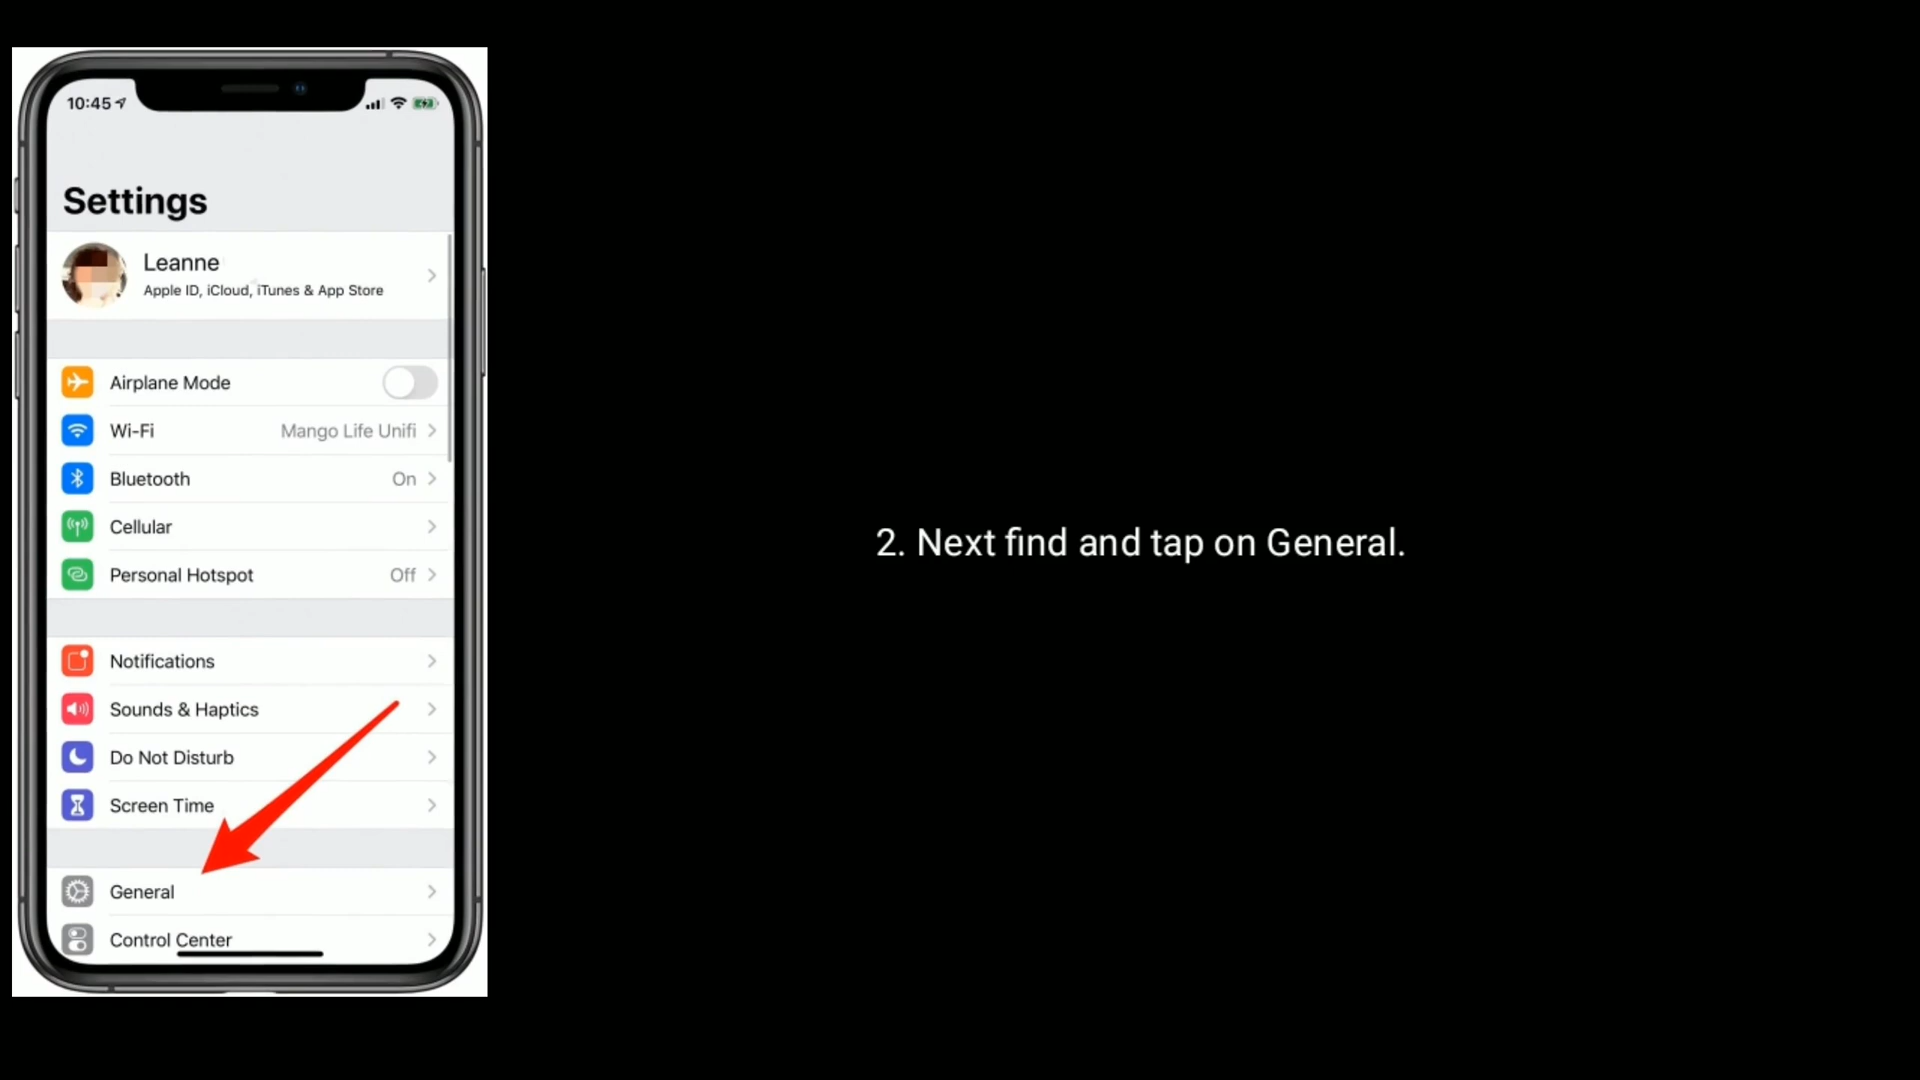 10:45
Settings
Leanne
Apple ID, iCloud, iTunes & App Store
Airplane Mode
Wi-Fi Mango Life Unifi
Bluetooth On
Cellular
Personal Hotspot Off
Notifications
Sounds & Haptics
Do Not Disturb
Screen Time
General
Control Center
2. Next find and tap on General.